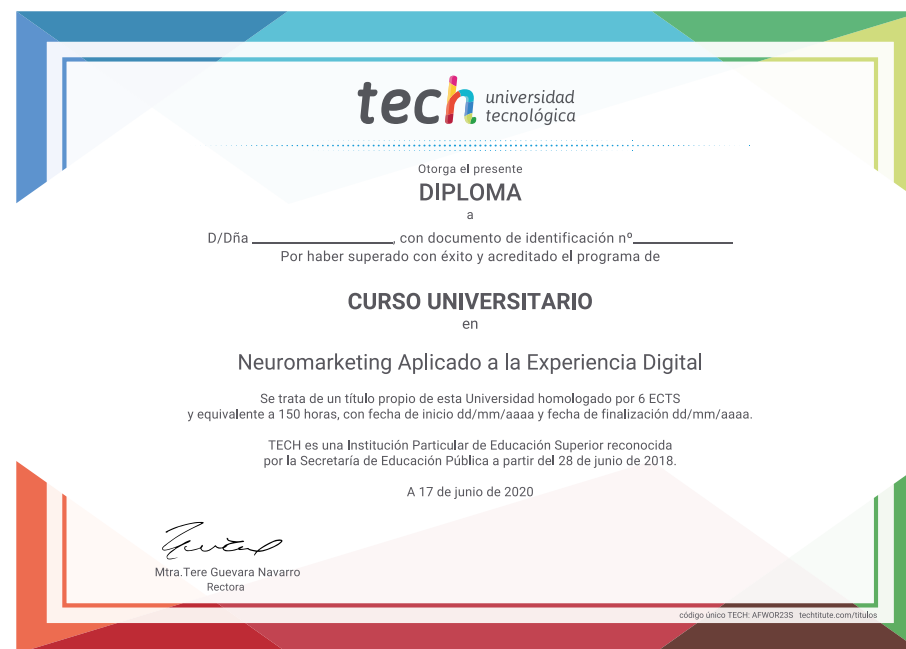 tech universidad
tecnológica
Otorga el presente
DIPLOMA
a
D/Dña ____________________, con documento de identificación nº______________
Por haber superado con éxito y acreditado el programa de
CURSO UNIVERSITARIO
en
Neuromarketing Aplicado a la Experiencia Digital
Se trata de un título propio de esta Universidad homologado por 6 ECTS
y equivalente a 150 horas, con fecha de inicio dd/mm/aaaa y fecha de finalización dd/mm/aaaa.
TECH es una Institución Particular de Educación Superior reconocida
por la Secretaría de Educación Pública a partir del 28 de junio de 2018.
A 17 de junio de 2020
Mtra.Tere Guevara Navarro
Rectora
código único TECH: AFWOR23S techtitute.com/titulos